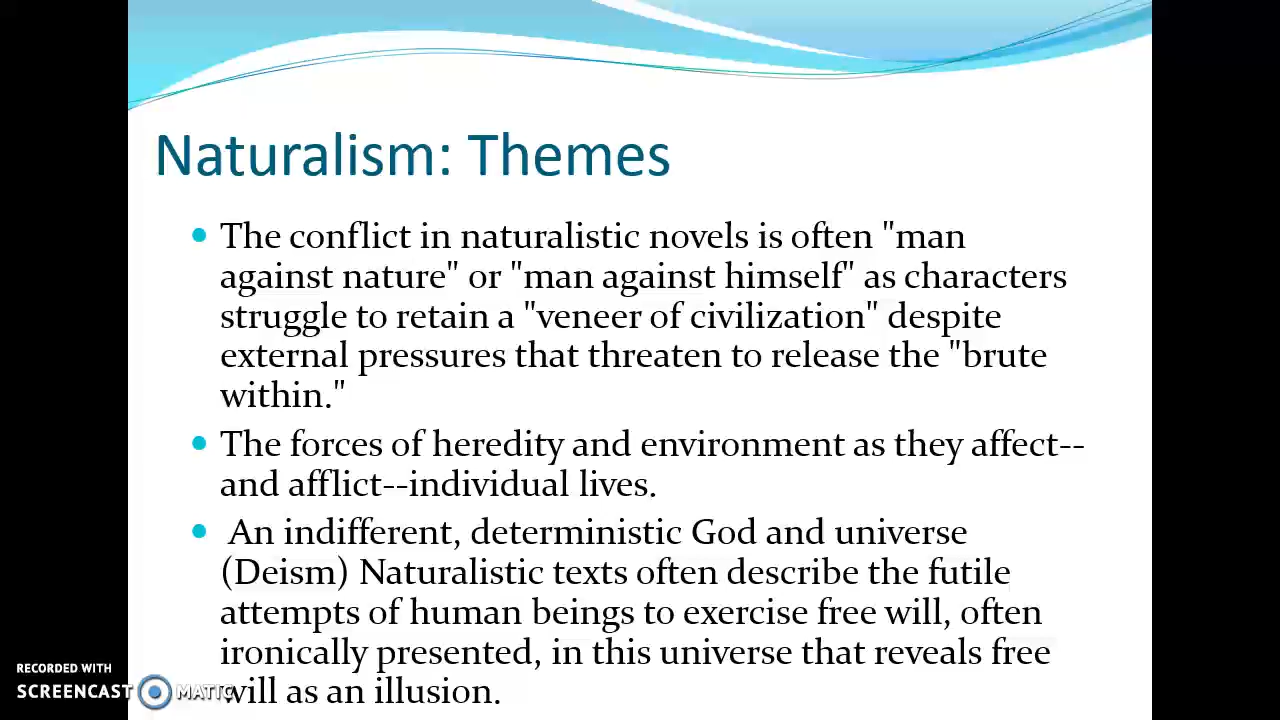 Naturalism: Themes
The conflict in naturalistic novels is often "man
against nature" or "man against himself" as characters
struggle to retain a "veneer of civilization" despite
external pressures that threaten to release the "brute
within."
The forces of heredity and environment as they affect--
and afflict--individual lives.
An indifferent, deterministic God and universe
(Deism) Naturalistic texts often describe the futile
attempts of human beings to exercise free will, often
ironically presented, in this universe that reveals free
will as an illusion.
RECORDED WITH
SCREENCAST MATIC